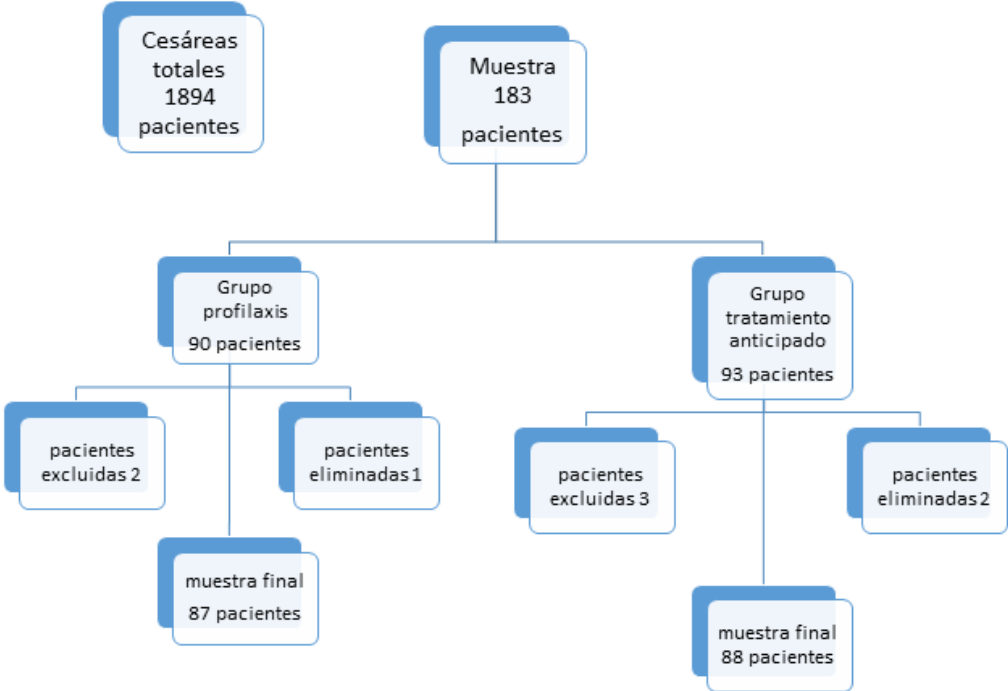 Cesáreas
totales
1894
pacientes
Muestra
183
pacientes
Grupo
profilaxis
90 pacientes
Grupo
tratamiento
anticipado
93 pacientes
pacientes
excluidas 2
pacientes
eliminadas 1
pacientes
excluidas 3
pacientes
eliminadas 2
muestra final
87 pacientes
muestra final
88 pacientes